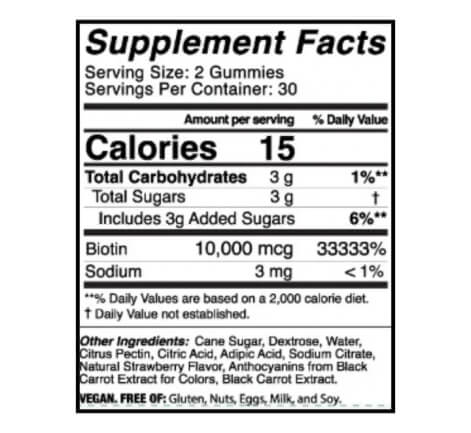 Supplement Facts
Serving Size: 2 Gummies
Servings Per Container: 30
Amount per serving % Daily Value
Calories 15
Total Carbohydrates 3 g 1%**
Total Sugars 3 g †
Includes 3g Added Sugars 6%**
Biotin 10,000 mcg 33333%
Sodium 3 mg <1%
**% Daily Values are based on a 2,000 calorie diet.
† Daily Value not established.
Other Ingredients: Cane Sugar, Dextrose, Water,
Citrus Pectin, Citric Acid, Adipic Acid, Sodium Citrate,
Natural Strawberry Flavor, Anthocyanins from Black
Carrot Extract for Colors, Black Carrot Extract.
VEGAN. FREE OF: Gluten, Nuts, Eggs, Milk, and Soy.